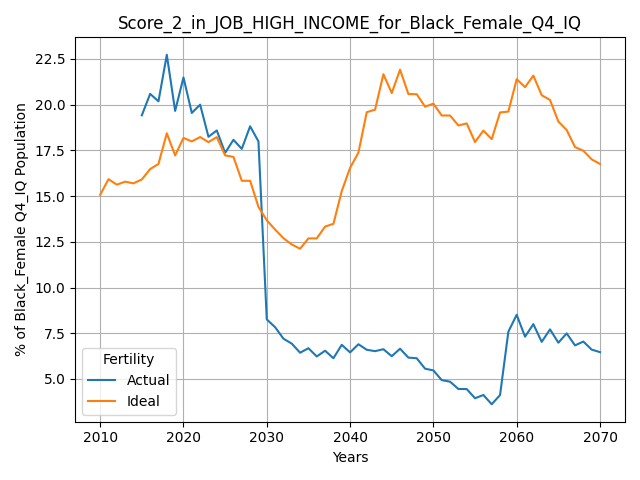 Score_2_in_JOB_HIGH_INCOME_for_Black_Female_Q4_IQ
% of Black_Female Q4_IQ Population
22.5
20.0
17.5
15.0
12.5
10.0
7.5
5.0
Fertility
Actual
Ideal
2010 2020 2030 2040 2050 2060 2070
Years